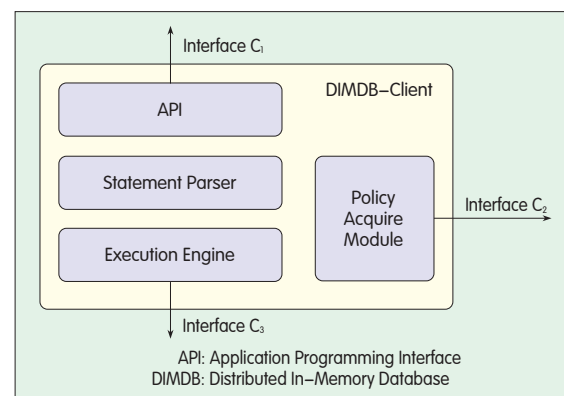 Interface C₁
DIMDB–Client
API
Statement Parser
Execution Engine
Policy
Acquire
Module
Interface C₂
Interface C₃
API: Application Programming Interface
DIMDB: Distributed In–Memory Database